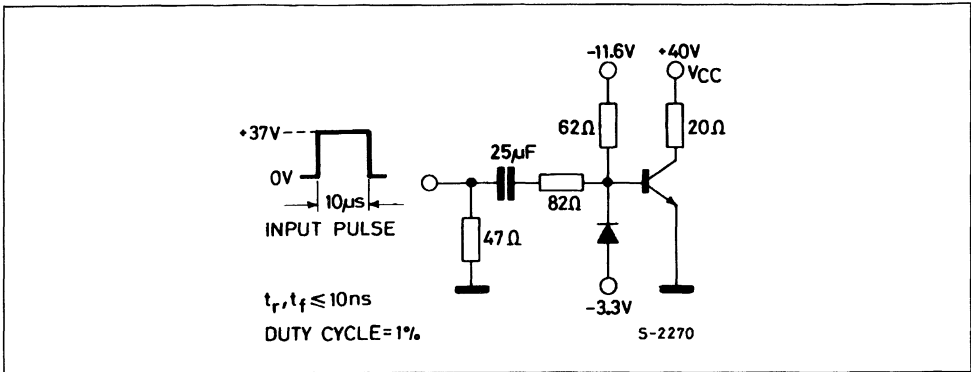 -11.6V
+40V
VCC
62Ω
20Ω
+37V
0V
25µF
82Ω
10µs
INPUT PULSE
47Ω
-3.3V
tr, tf ≤ 10ns
DUTY CYCLE = 1%
S-2270